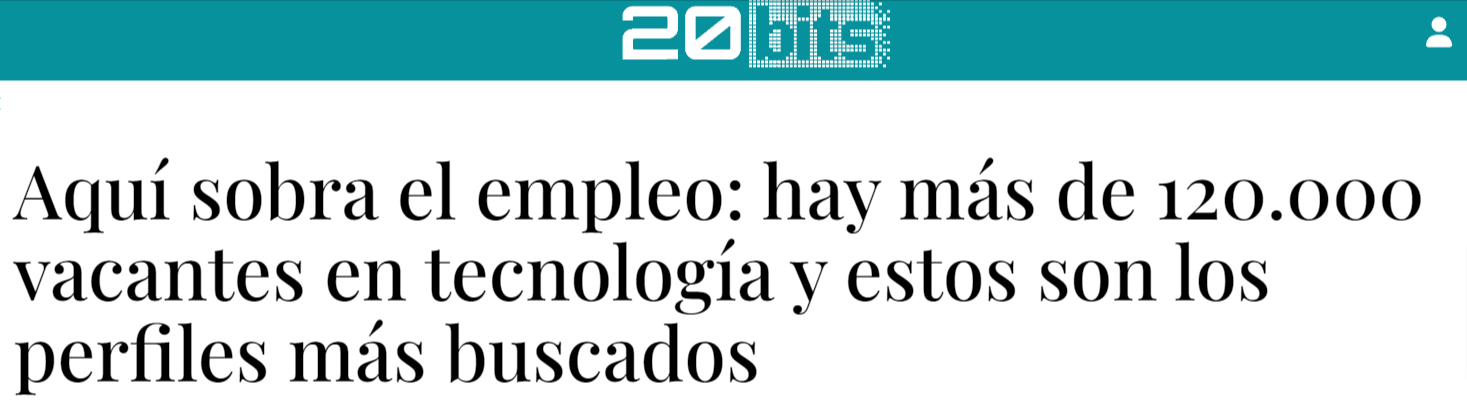 20bits
Aquí sobra el empleo: hay más de 120.000
vacantes en tecnología y estos son los
perfiles más buscados